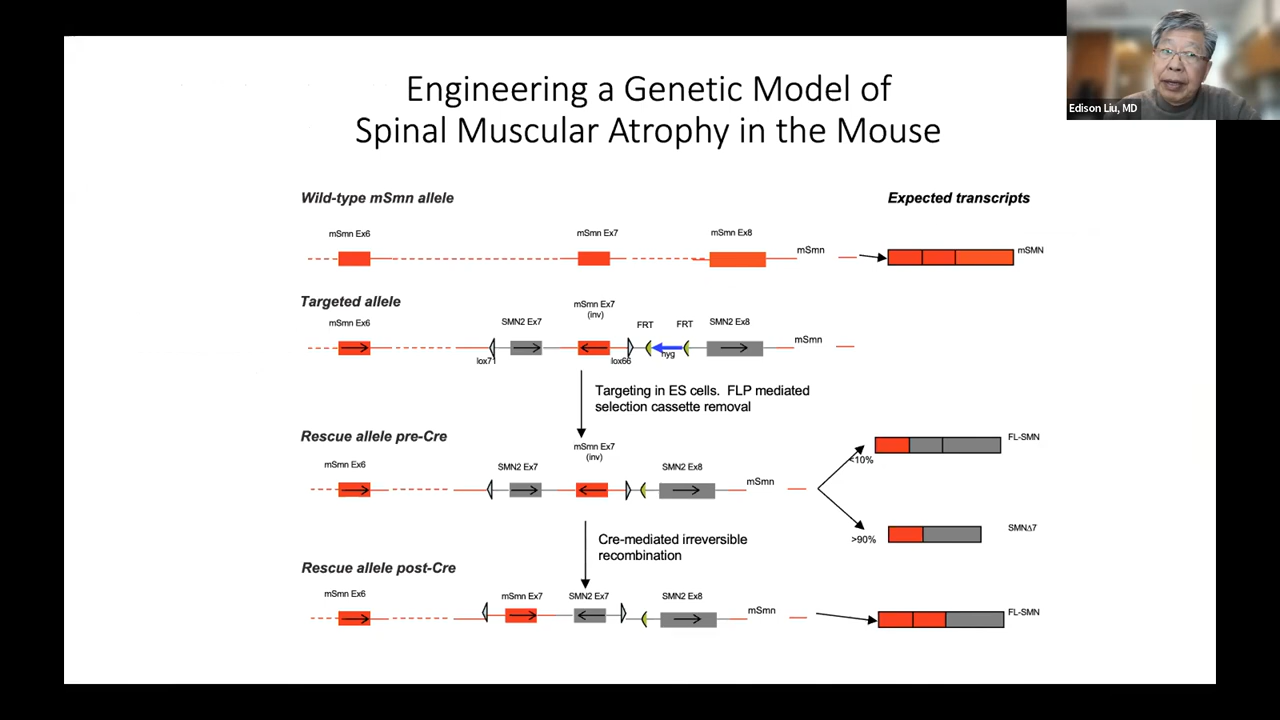 Edison Liu, MD
Engineering a Genetic Model of
Spinal Muscular Atrophy in the Mouse
Wild-type mSmn allele
Expected transcripts
mSmn Ex6
mSmn Ex7
mSmn Ex8
mSmn
mSMN
Targeted allele
mSmn Ex6
SMN2 Ex7
mSmn Ex7
(inv)
FRT
FRT
SMN2 Ex8
mSmn
lox71
lox66
hyg
Targeting in ES cells. FLP mediated
selection cassette removal
Rescue allele pre-Cre
mSmn Ex6
SMN2 Ex7
mSmn Ex7
(inv)
SMN2 Ex8
mSmn
<10%
FL-SMN
>90%
SMNΔ7
Cre-mediated irreversible
recombination
Rescue allele post-Cre
mSmn Ex6
mSmn Ex7
SMN2 Ex7
SMN2 Ex8
mSmn
FL-SMN